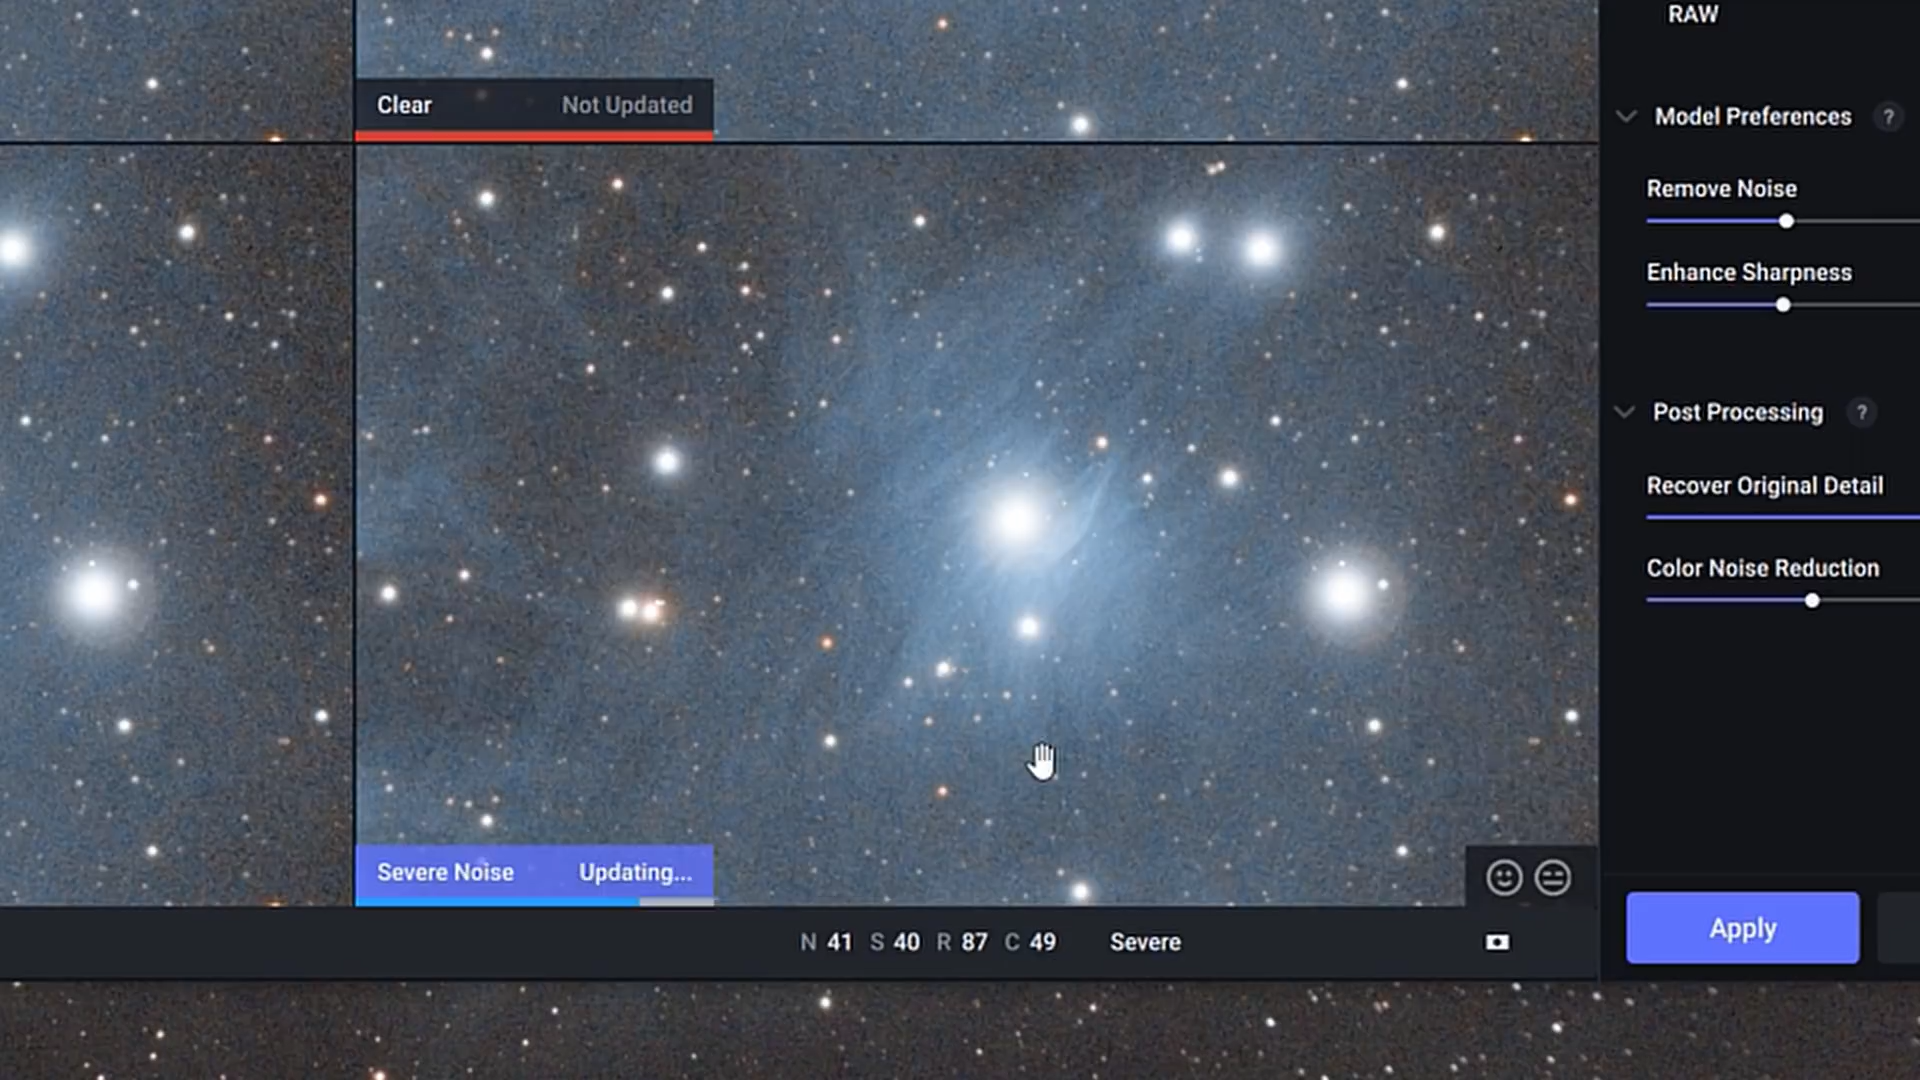 RAW
Clear Not Updated
Model Preferences ?
Remove Noise
Enhance Sharpness
Post Processing ?
Recover Original Detail
Color Noise Reduction
Severe Noise Updating...
Apply
N 41 S 40 R 87 C 49 Severe